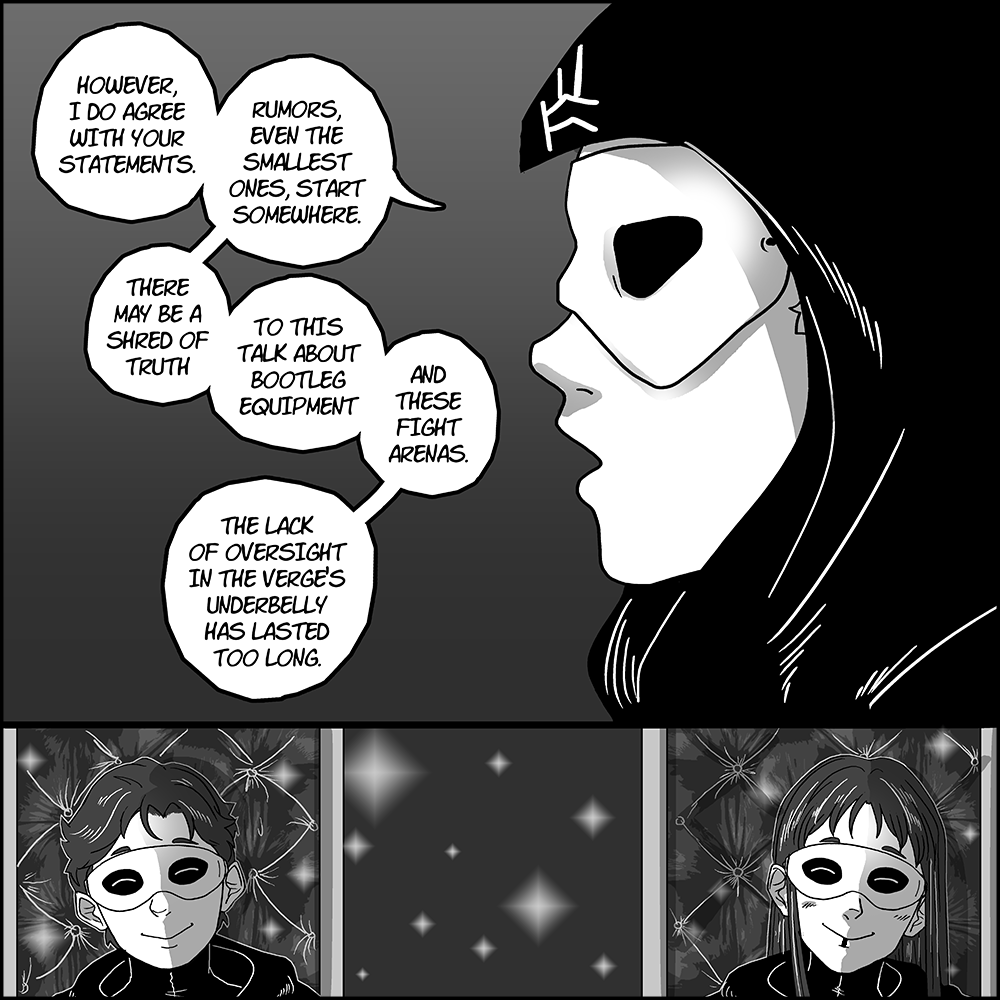 HOWEVER,
I DO AGREE
WITH YOUR
STATEMENTS.
RUMORS,
EVEN THE
SMALLEST
ONES, START
SOMEWHERE.
THERE
MAY BE A
SHRED OF
TRUTH
TO THIS
TALK ABOUT
BOOTLEG
EQUIPMENT
AND
THESE
FIGHT
ARENAS.
THE LACK
OF OVERSIGHT
IN THE VERGE'S
UNDERBELLY
HAS LASTED
TOO LONG.